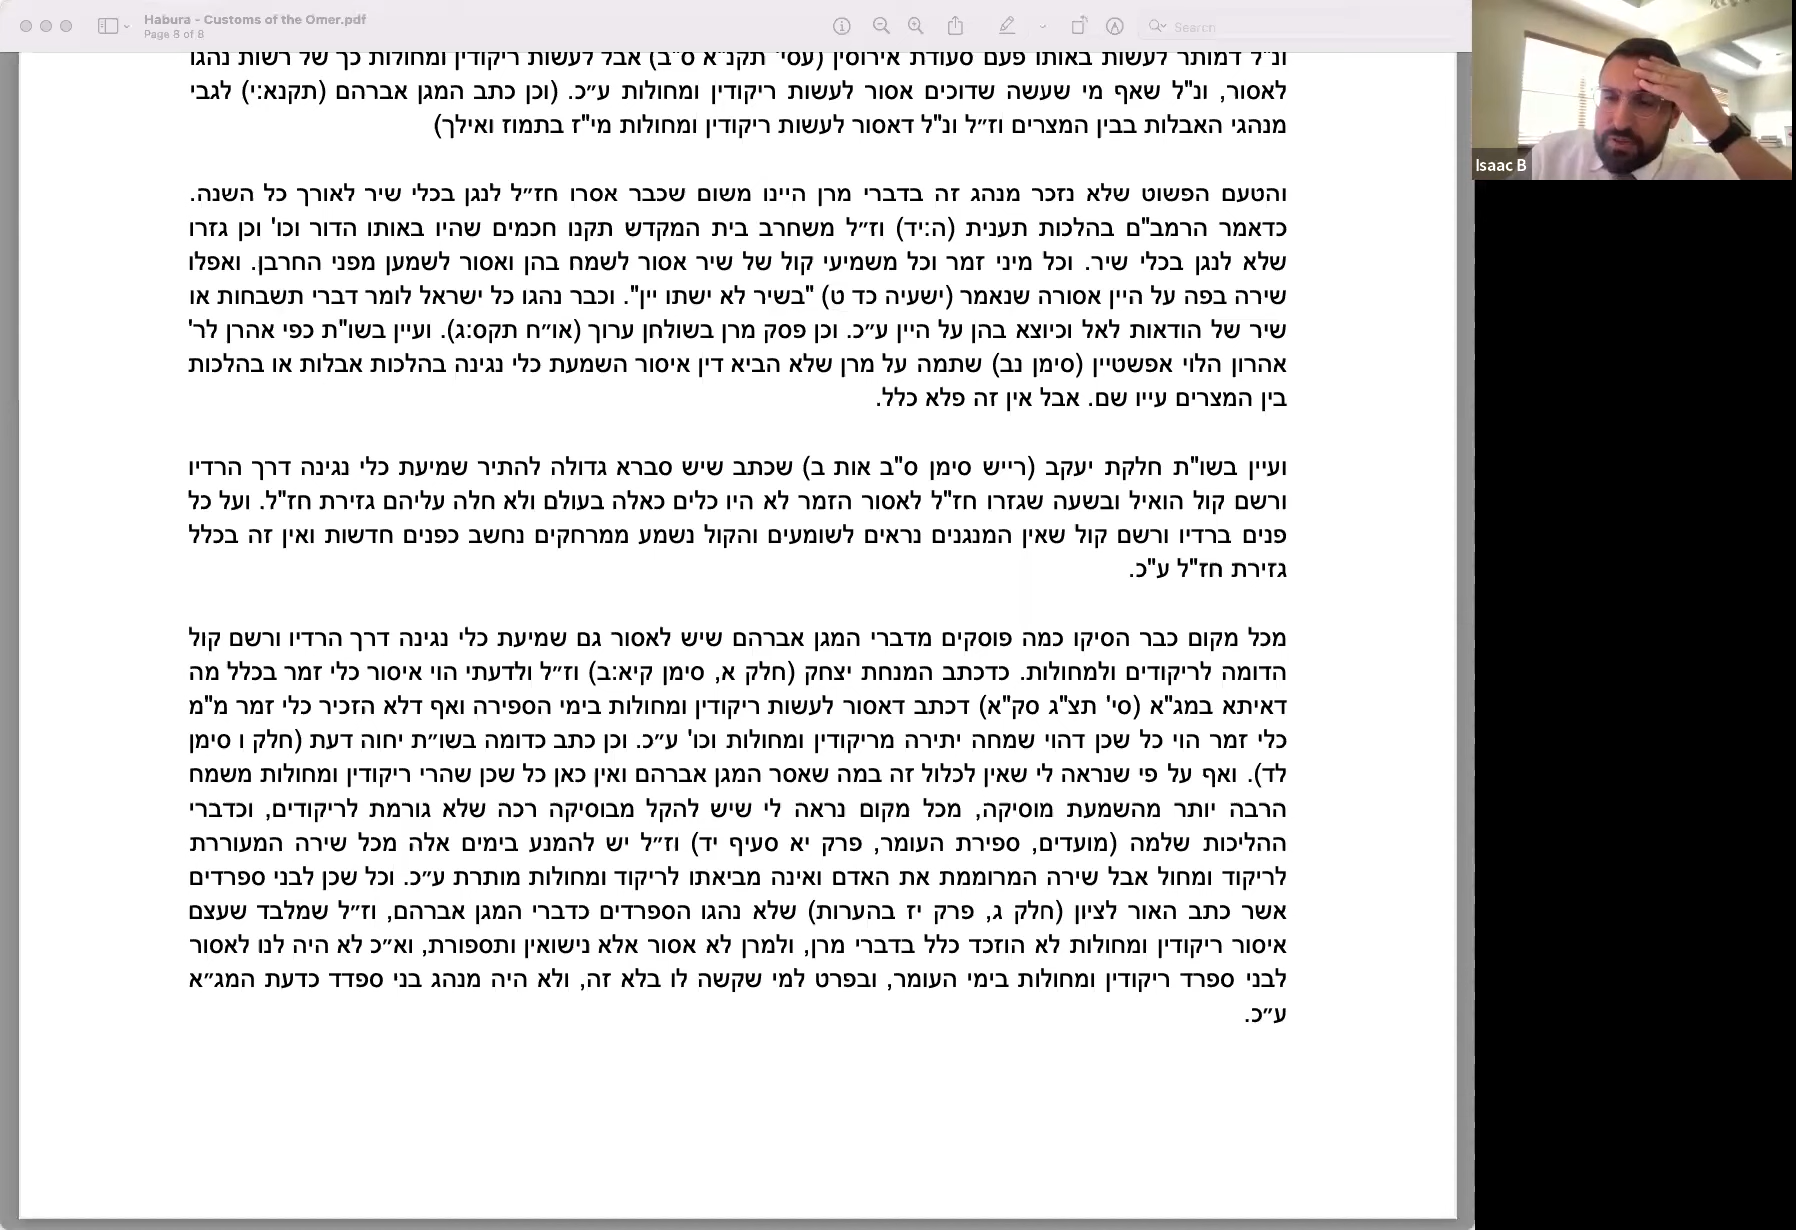 Habura - Customs of the Omer.pdf
Page 8 of 8
Search
Isaac B
ונ"ל דמותר לעשות באותו פעם סעודת אירוסין (עסי' תקנ"א ס"ב) אבל לעשות ריקודין ומחולות כך של רשות נהגו
לאסור, ונ"ל שאף מי שעשה שדוכים אסור לעשות ריקודין ומחולות ע״כ. (וכן כתב המגן אברהם (תקנא:י) לגבי
מנהגי האבלות בבין המצרים וז״ל ונ"ל דאסור לעשות ריקודין ומחולות מי"ז בתמוז ואילך)
והטעם הפשוט שלא נזכר מנהג זה בדברי מרן היינו משום שכבר אסרו חז״ל לנגן בכלי שיר לאורך כל השנה.
כדאמר הרמב"ם בהלכות תענית (ה:יד) וז״ל משחרב בית המקדש תקנו חכמים שהיו באותו הדור וכו' וכן גזרו
שלא לנגן בכלי שיר. וכל מיני זמר וכל משמיעי קול של שיר אסור לשמח בהן ואסור לשמען מפני החרבן. ואפלו
שירה בפה על היין אסורה שנאמר (ישעיה כד ט) "בשיר לא ישתו יין". וכבר נהגו כל ישראל לומר דברי תשבחות או
שיר של הודאות לאל וכיוצא בהן על היין ע״כ. וכן פסק מרן בשולחן ערוך (או״ח תקס:ג). ועיין בשו"ת כפי אהרן לר'
אהרון הלוי אפשטיין (סימן נב) שתמה על מרן שלא הביא דין איסור השמעת כלי נגינה בהלכות אבלות או בהלכות
בין המצרים עייו שם. אבל אין זה פלא כלל.
ועיין בשו"ת חלקת יעקב (רייש סימן ס"ב אות ב) שכתב שיש סברא גדולה להתיר שמיעת כלי נגינה דרך הרדיו
ורשם קול הואיל ובשעה שגזרו חז"ל לאסור הזמר לא היו כלים כאלה בעולם ולא חלה עליהם גזירת חז"ל. ועל כל
פנים ברדיו ורשם קול שאין המנגנים נראים לשומעים והקול נשמע ממרחקים נחשב כפנים חדשות ואין זה בכלל
גזירת חז"ל ע"כ.
מכל מקום כבר הסיקו כמה פוסקים מדברי המגן אברהם שיש לאסור גם שמיעת כלי נגינה דרך הרדיו ורשם קול
הדומה לריקודים ולמחולות. כדכתב המנחת יצחק (חלק א, סימן קיא:ב) וז״ל ולדעתי הוי איסור כלי זמר בכלל מה
דאיתא במג"א (סי' תצ"ג סק"א) דכתב דאסור לעשות ריקודין ומחולות בימי הספירה ואף דלא הזכיר כלי זמר מ"מ
כלי זמר הוי כל שכן דהוי שמחה יתירה מריקודין ומחולות וכו' ע״כ. וכן כתב כדומה בשו״ת יחוה דעת (חלק ו סימן
לד). ואף על פי שנראה לי שאין לכלול זה במה שאסר המגן אברהם ואין כאן כל שכן שהרי ריקודין ומחולות משמח
הרבה יותר מהשמעת מוסיקה, מכל מקום נראה לי שיש להקל מבוסיקה רכה שלא גורמת לריקודים, וכדברי
ההליכות שלמה (מועדים, ספירת העומר, פרק יא סעיף יד) וז״ל יש להמנע בימים אלה מכל שירה המעוררת
לריקוד ומחול אבל שירה המרוממת את האדם ואינה מביאתו לריקוד ומחולות מותרת ע״כ. וכל שכן לבני ספרדים
אשר כתב האור לציון (חלק ג, פרק יז בהערות) שלא נהגו הספרדים כדברי המגן אברהם, וז״ל שמלבד שעצם
איסור ריקודין ומחולות לא הוזכד כלל בדברי מרן, ולמרן לא אסור אלא נישואין ותספורת, וא״כ לא היה לנו לאסור
לבני ספרד ריקודין ומחולות בימי העומר, ובפרט למי שקשה לו בלא זה, ולא היה מנהג בני ספדד כדעת המג״א
ע״כ.